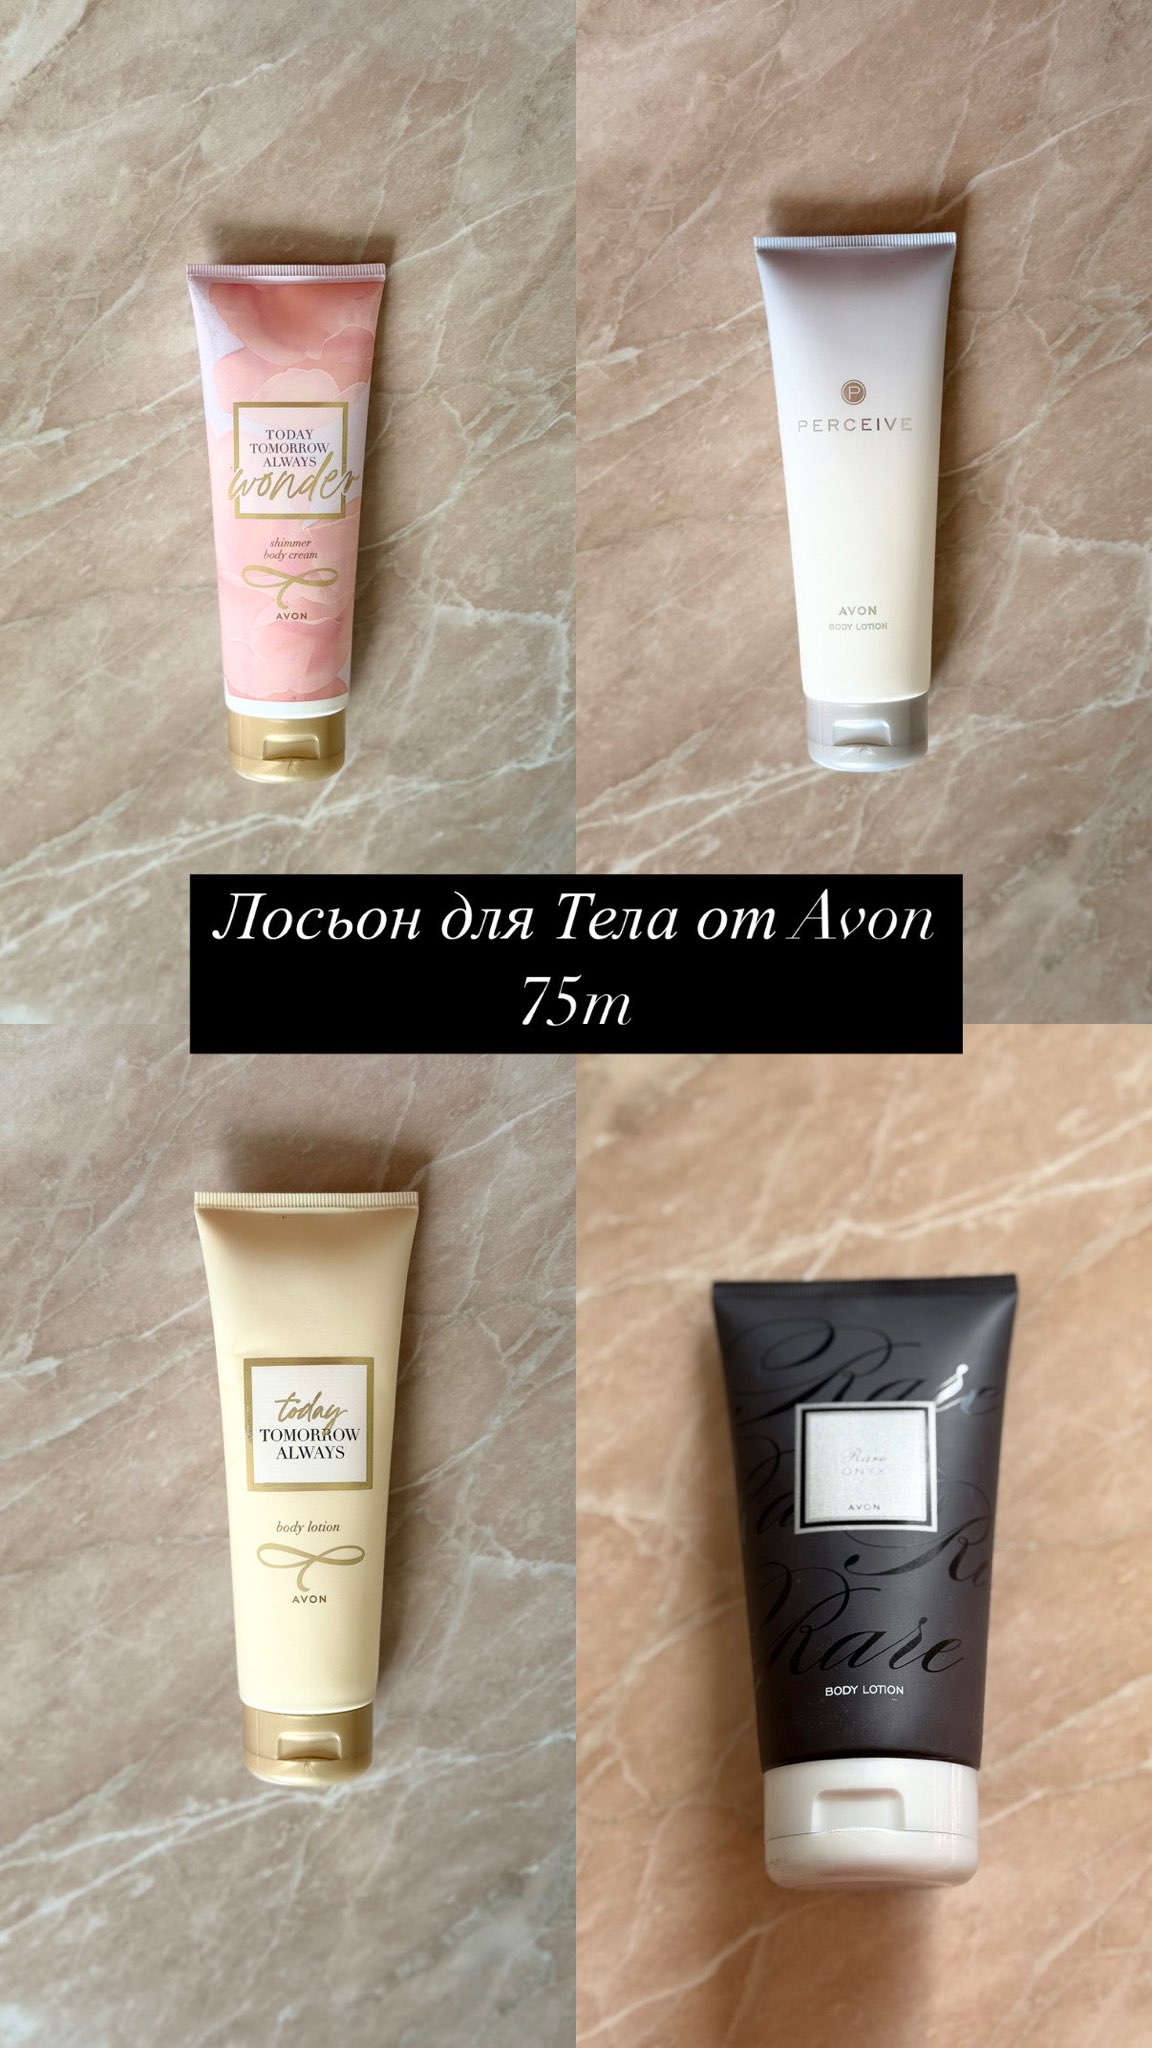 TODAY
TOMORROW
ALWAYS
wonder
shimmer
body cream
AVON
P
PERCEIVE
AVON
BODY LOTION
Лосьон для Тела от Avon
75m
today
TOMORROW
ALWAYS
body lotion
AVON
Rare
Rare
ONYX
AVON
Rare
BODY LOTION